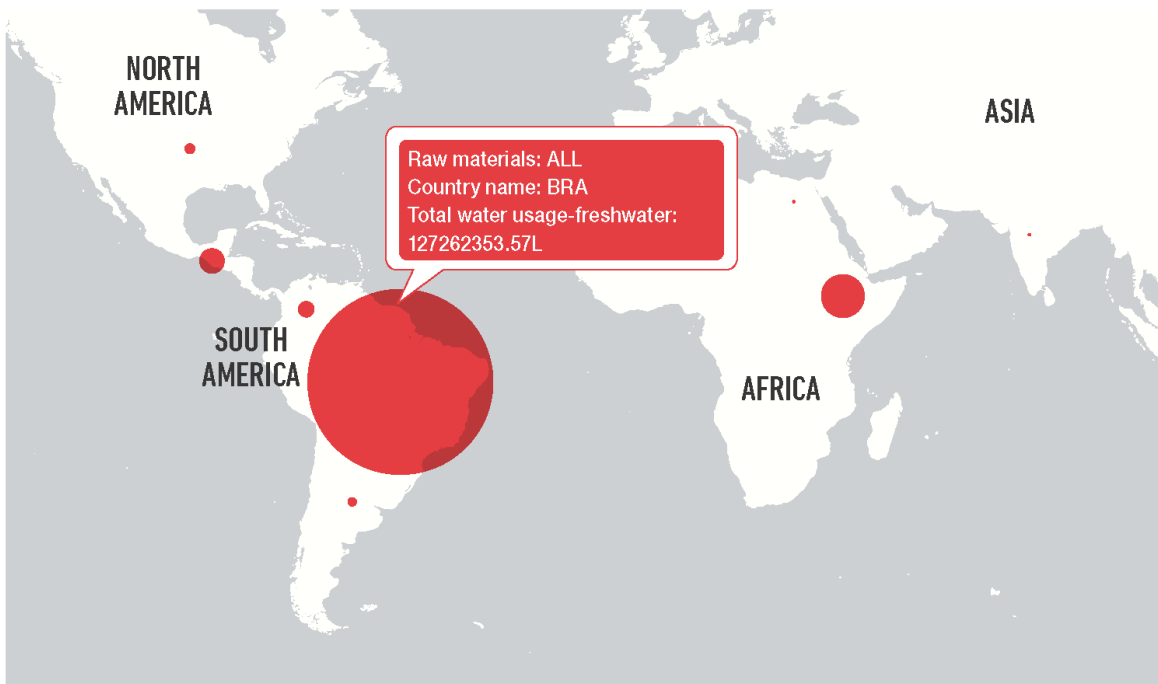 NORTH
AMERICA
ASIA
Raw materials: ALL
Country name: BRA
Total water usage-freshwater:
127262353.57L
SOUTH
AMERICA
AFRICA